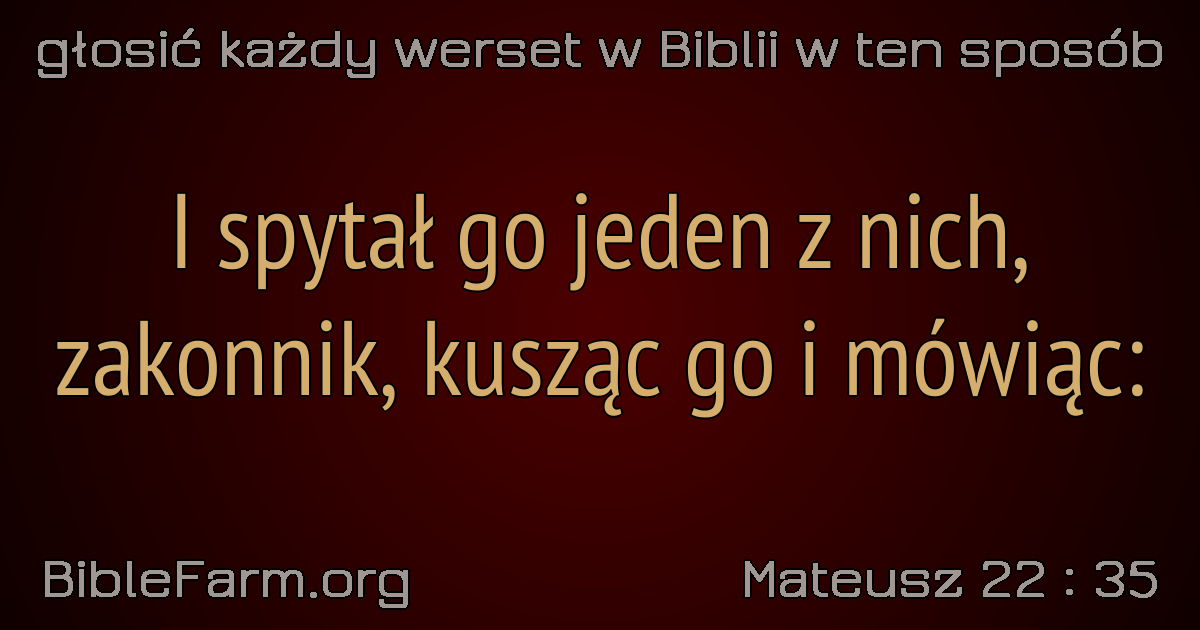 głosić każdy werset w Biblii w ten sposób
I spytał go jeden z nich,
zakonnik, kusząc go i mówiąc:
BibleFarm.org
Mateusz 22 : 35